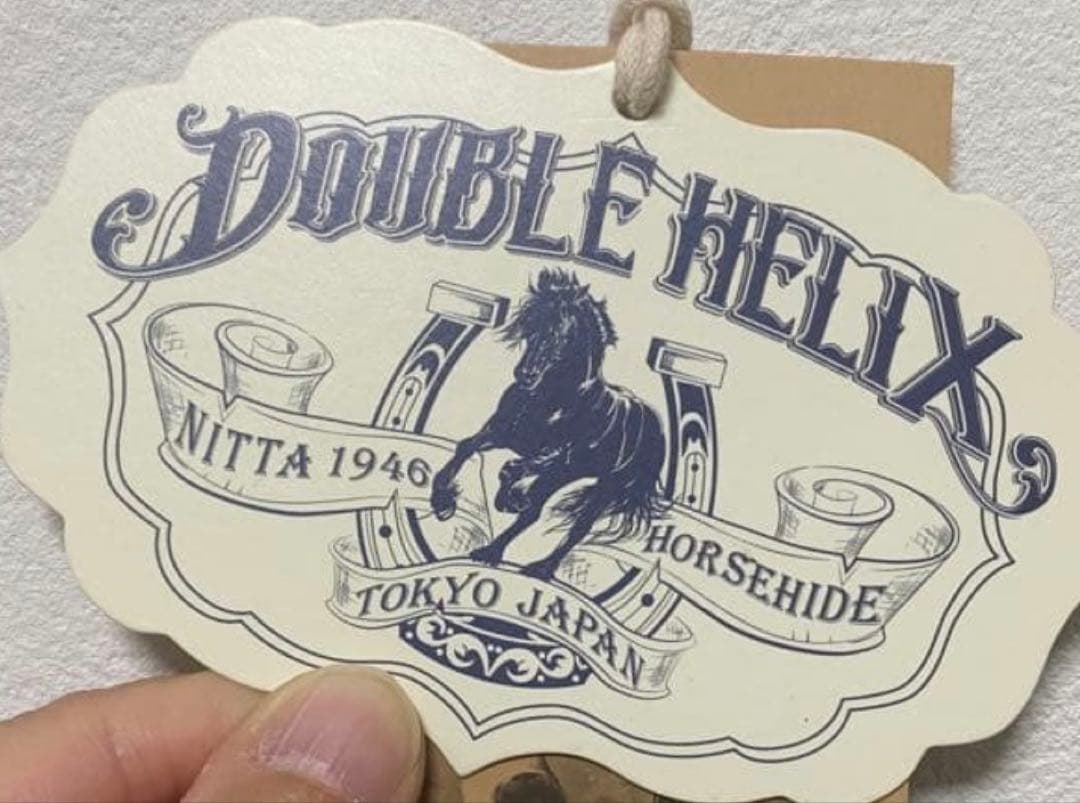 DOUBLE HELIX
NITTA 1946
HORSEHIDE
TOKYO JAPAN